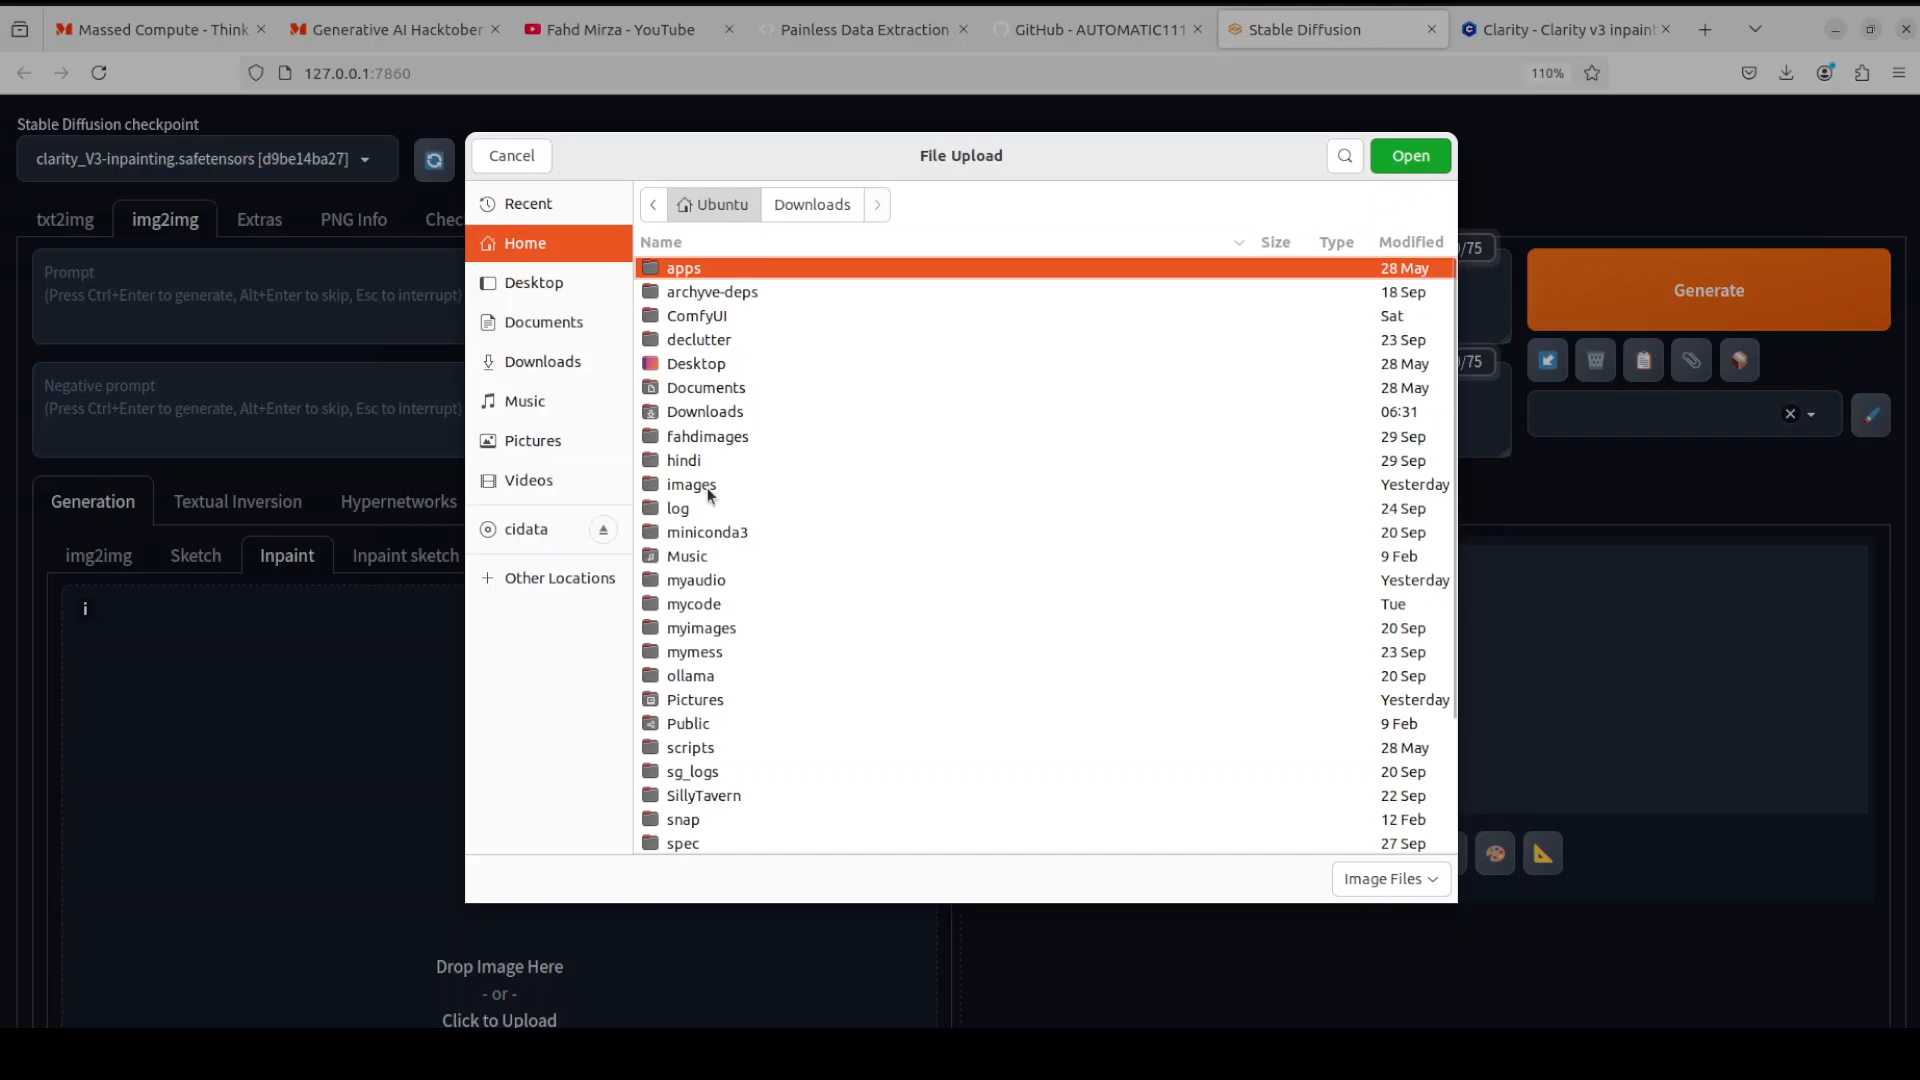 Massed Compute - Think
Generative AI Hacktober
Fahd Mirza - YouTube
Painless Data Extraction
GitHub - AUTOMATIC111
Stable Diffusion
Clarity - Clarity v3 inpaint
127.0.0.1:7860
110%
Stable Diffusion checkpoint
clarity_V3-inpainting.safetensors [d9be14ba27]
txt2img
img2img
Extras
PNG Info
Chec
Prompt
(Press Ctrl+Enter to generate, Alt+Enter to skip, Esc to interrupt)
Negative prompt
(Press Ctrl+Enter to generate, Alt+Enter to skip, Esc to interrupt)
/75
/75
Generate
Generation
Textual Inversion
Hypernetworks
img2img
Sketch
Inpaint
Inpaint sketch
i
Drop Image Here
- or -
Click to Upload
Cancel
File Upload
Open
Recent
Home
Desktop
Documents
Downloads
Music
Pictures
Videos
cidata
Other Locations
Ubuntu
Downloads
Name Size Type Modified
apps 28 May
archyve-deps 18 Sep
ComfyUI Sat
declutter 23 Sep
Desktop 28 May
Documents 28 May
Downloads 06:31
fahdimages 29 Sep
hindi 29 Sep
images Yesterday
log 24 Sep
miniconda3 20 Sep
Music 9 Feb
myaudio Yesterday
mycode Tue
myimages 20 Sep
mymess 23 Sep
ollama 20 Sep
Pictures Yesterday
Public 9 Feb
scripts 28 May
sg_logs 20 Sep
SillyTavern 22 Sep
snap 12 Feb
spec 27 Sep
Image Files